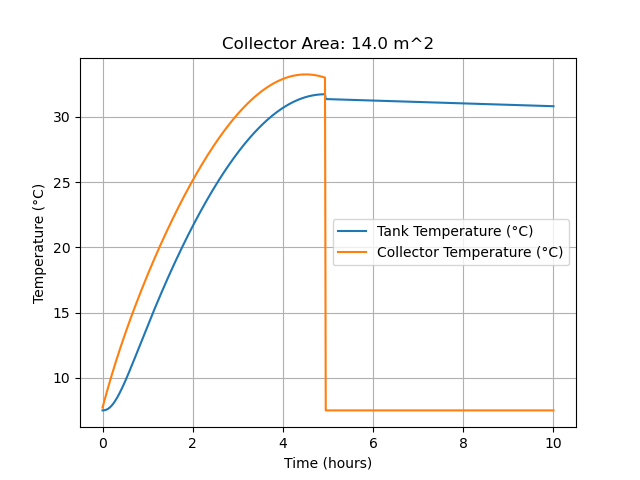 Collector Area: 14.0 m^2
Temperature (°C)
30
25
20
15
10
Tank Temperature (°C)
Collector Temperature (°C)
0 2 4 6 8 10
Time (hours)